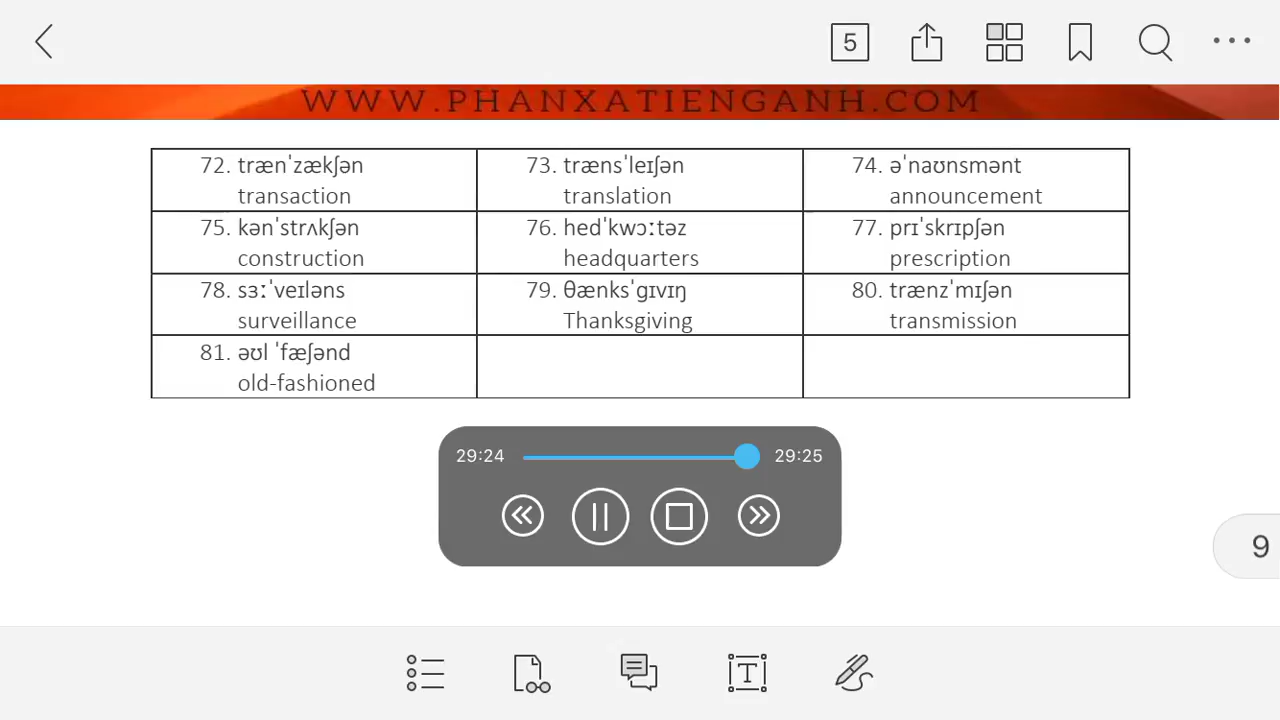 5
WWW.PHANXATIENGANH.COM
72. trænˈzækʃən
transaction
73. trænsˈleɪʃən
translation
74. əˈnaʊnsmənt
announcement
75. kənˈstrʌkʃən
construction
76. hedˈkwɔːtəz
headquarters
77. prɪˈskrɪpʃən
prescription
78. sɜːˈveɪləns
surveillance
79. θænksˈɡɪvɪŋ
Thanksgiving
80. trænzˈmɪʃən
transmission
81. əʊl ˈfæʃənd
old-fashioned
29:24
29:25
9
T